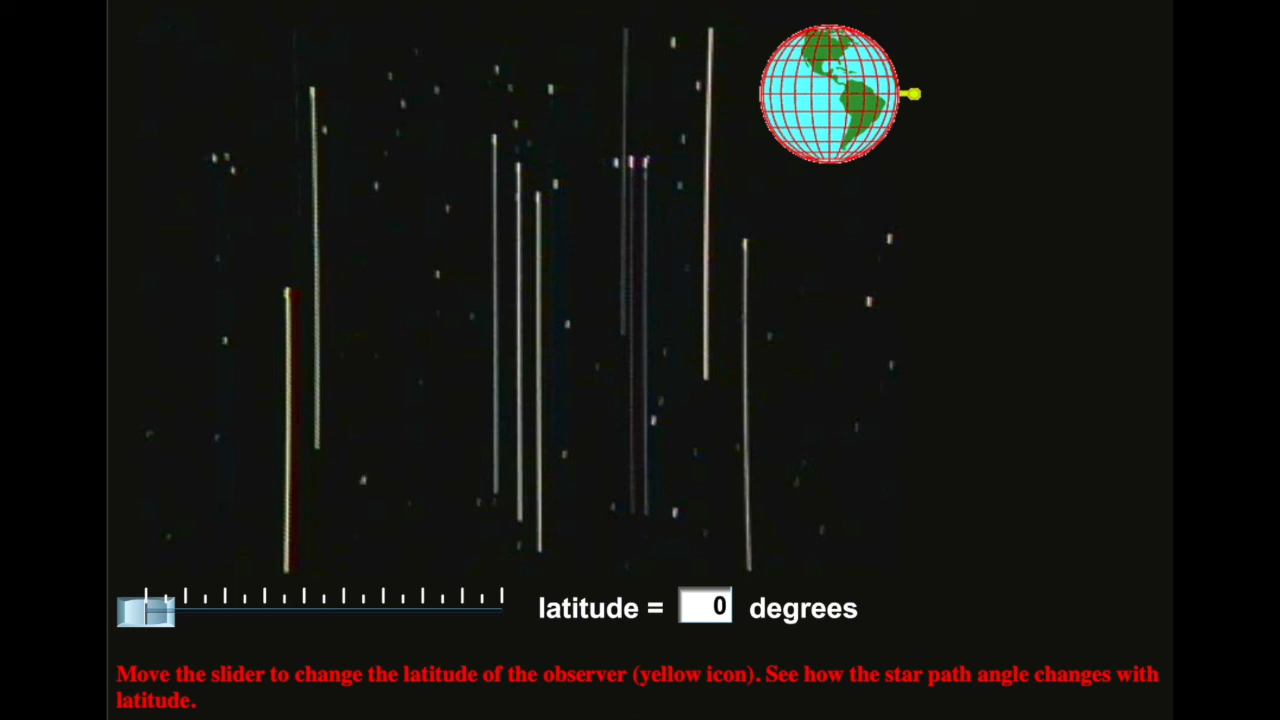 latitude = 0 degrees
Move the slider to change the latitude of the observer (yellow icon). See how the star path angle changes with
latitude.